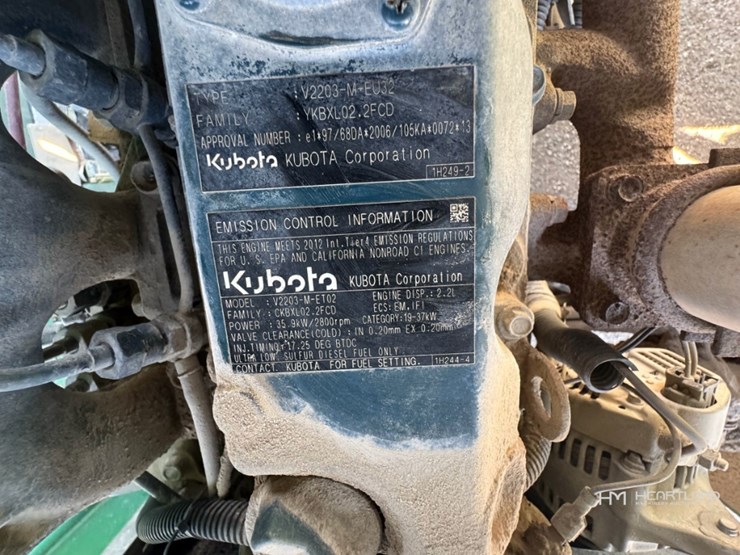 TYPE : V2203-M-EU32
FAMILY : YKBXL02.2FCD
APPROVAL NUMBER : e1*97/68DA*2006/105KA*0072*13
Kubota KUBOTA Corporation
1H249-2
EMISSION CONTROL INFORMATION
THIS ENGINE MEETS 2012 Int.Tier4 EMISSION REGULATIONS
FOR U.S. EPA AND CALIFORNIA NONROAD CI ENGINES.
Kubota KUBOTA Corporation
MODEL : V2203-M-ET02 ENGINE DISP.: 2.2L
FAMILY : CKBXL02.2FCD ECS: EM, IFI
POWER : 35.9kW/2800rpm CATEGORY:19-37kW
VALVE CLEARANCE(COLD): IN 0.20mm EX 0.20mm
INJ.TIMING: 17.25 DEG BTDC
ULTRA LOW SULFUR DIESEL FUEL ONLY
CONTACT KUBOTA FOR FUEL SETTING. 1H244-4
HM HEARTLAND